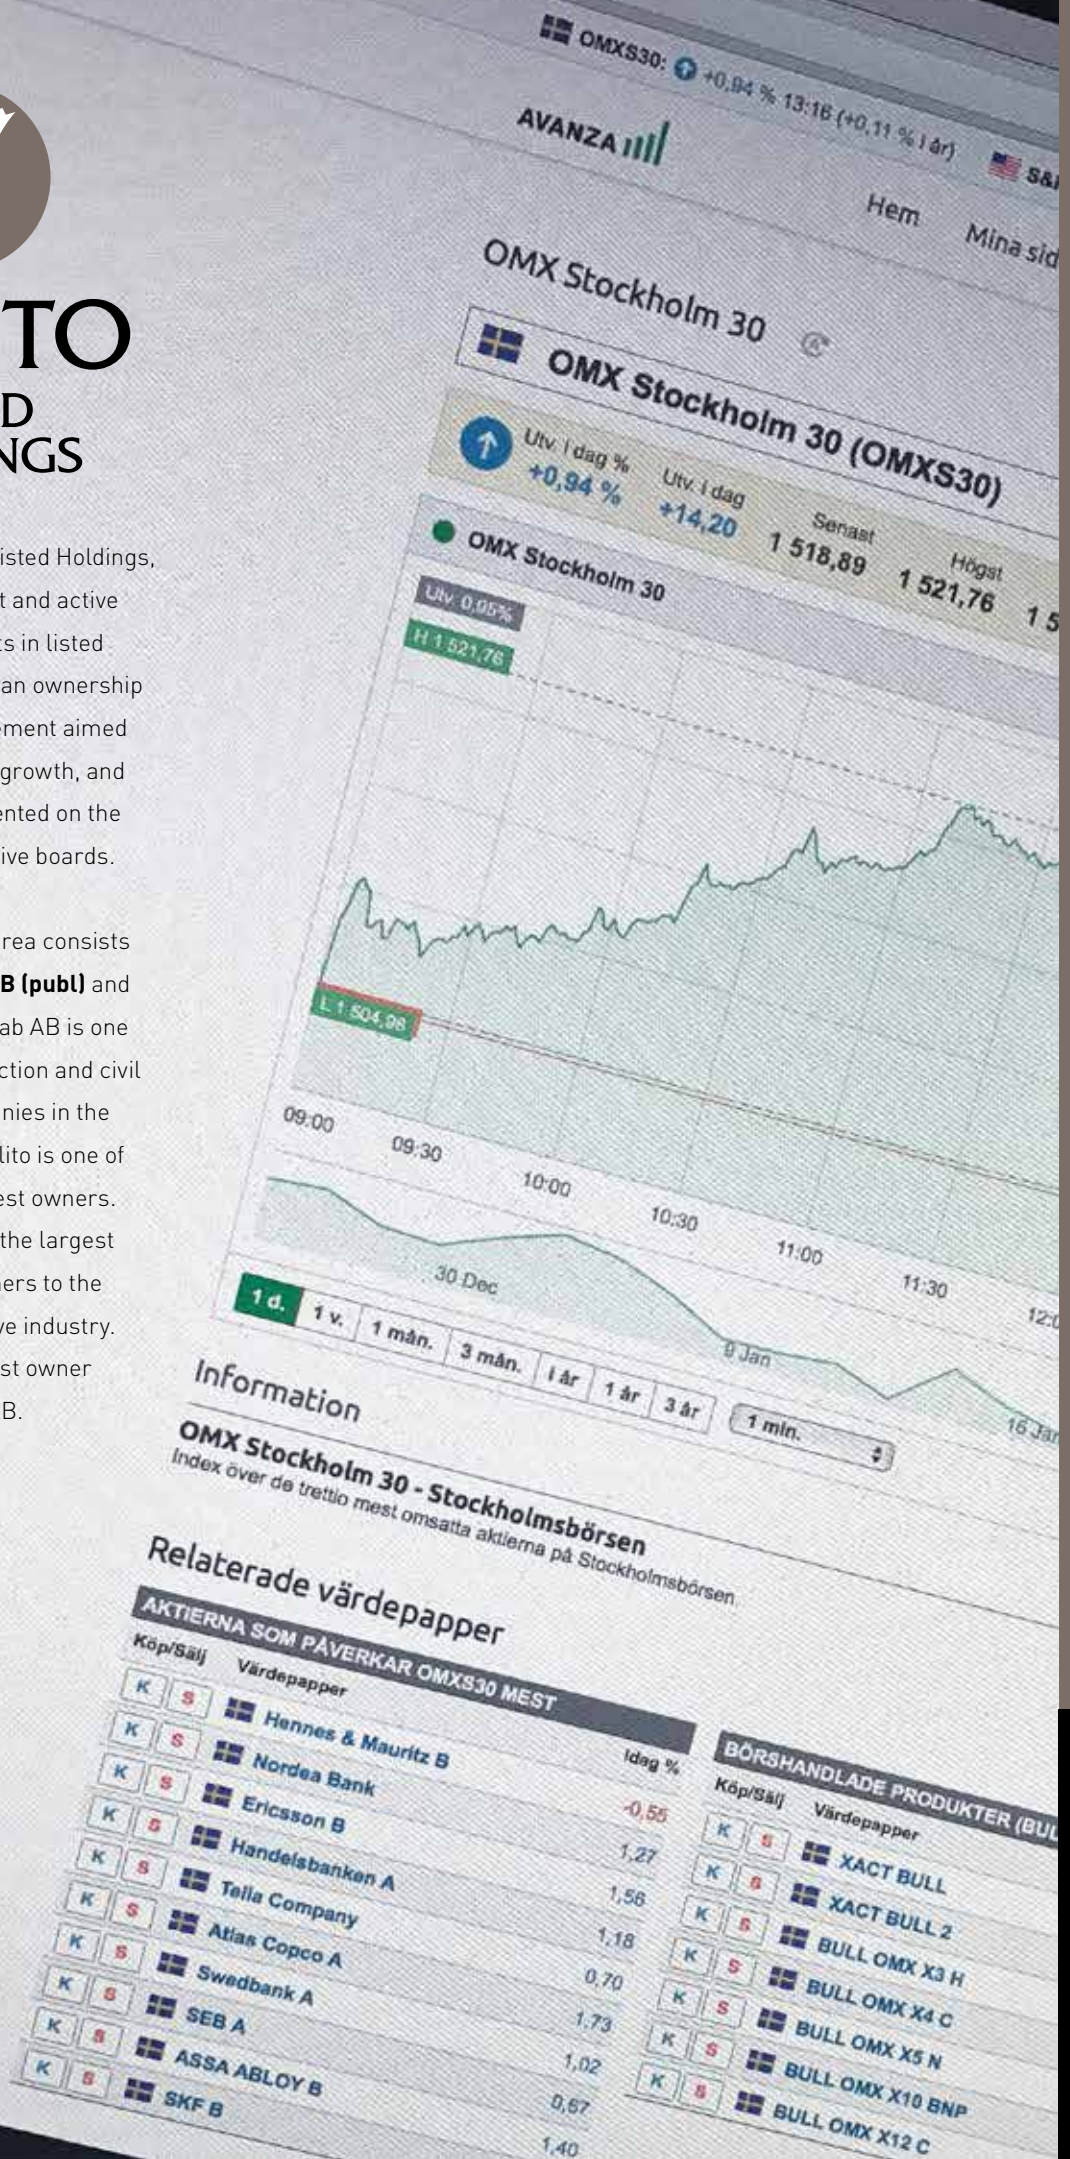 TO
D
NGS
isted Holdings,
t and active
ts in listed
an ownership
ement aimed
growth, and
ented on the
ive boards.
rea consists
B (publ) and
ab AB is one
ction and civil
nies in the
lito is one of
est owners.
the largest
ers to the
ve industry.
st owner
B.
OMXS30: +0,94 % 13:16 (+0,11 % i år)
AVANZA
Hem Mina sid
OMX Stockholm 30
OMX Stockholm 30 (OMXS30)
Utv. i dag % Utv. i dag Senast Högst
+0,94 % +14,20 1 518,89 1 521,76 1 5
OMX Stockholm 30
Utv. 0.95%
H 1 521,76
L 1 504,98
09:00 09:30 10:00 10:30 11:00 11:30 12:0
30 Dec 9 Jan 16 Jan
1 d. 1 v. 1 mån. 3 mån. i år 1 år 3 år 1 min.
Information
OMX Stockholm 30 - Stockholmsbörsen
Index över de trettio mest omsatta aktierna på Stockholmsbörsen.
Relaterade värdepapper
AKTIERNA SOM PÅVERKAR OMXS30 MEST
Köp/Sälj Värdepapper Idag %
K S Hennes & Mauritz B -0,55
K S Nordea Bank 1,27
K S Ericsson B 1,56
K S Handelsbanken A 1,18
K S Telia Company 0,70
K S Atlas Copco A 1,73
K S Swedbank A 1,02
K S SEB A 0,67
K S ASSA ABLOY B 1,40
K S SKF B
BÖRSHANDLADE PRODUKTER (BUL
Köp/Sälj Värdepapper
K S XACT BULL
K S XACT BULL 2
K S BULL OMX X3 H
K S BULL OMX X4 C
K S BULL OMX X5 N
K S BULL OMX X10 BNP
K S BULL OMX X12 C